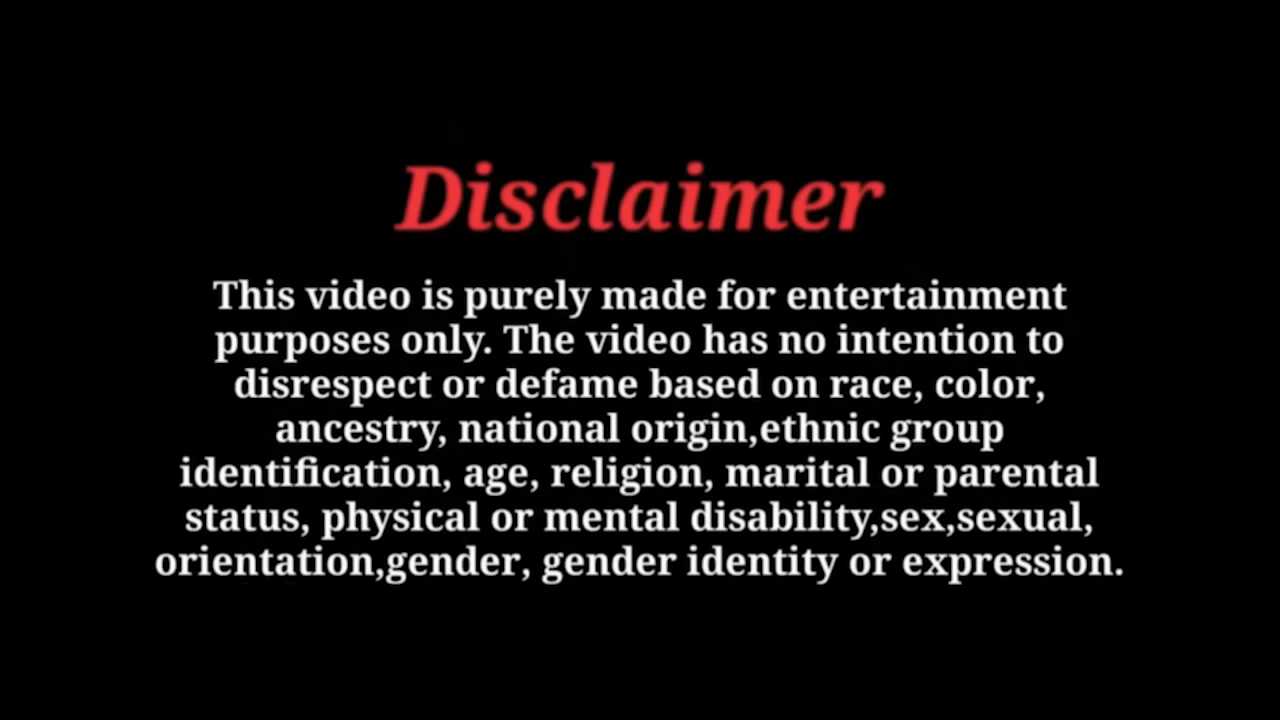 Disclaimer
This video is purely made for entertainment
purposes only. The video has no intention to
disrespect or defame based on race, color,
ancestry, national origin,ethnic group
identification, age, religion, marital or parental
status, physical or mental disability,sex,sexual,
orientation,gender, gender identity or expression.